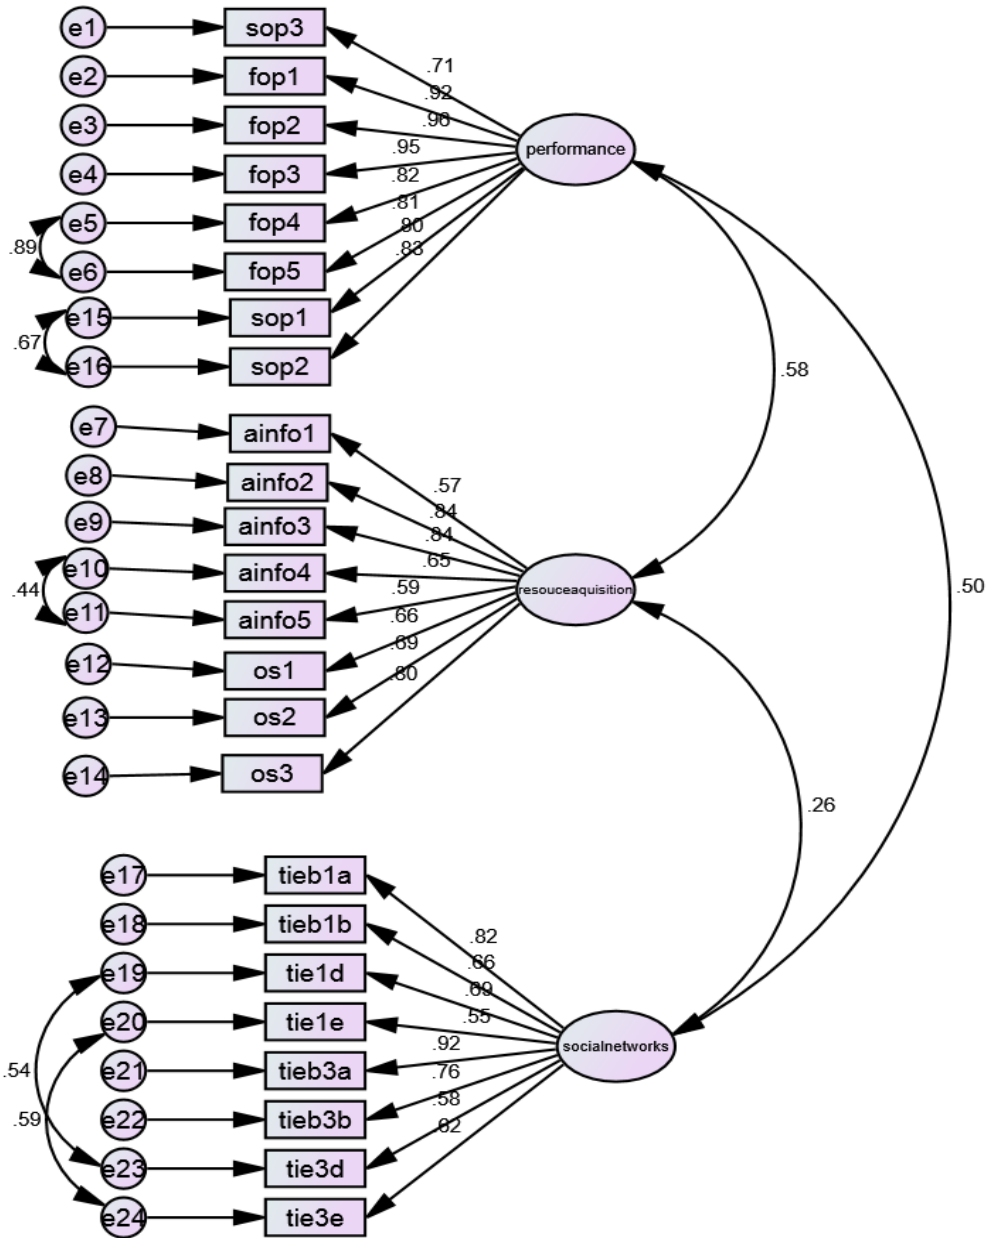 e1 sop3
.71
e2 fop1
.92
e3 fop2
.96
performance
e4 fop3
.95
.82
e5 fop4
.81
.89
.90
e6 fop5
.83
e15 sop1
.67
e16 sop2
.58
e7 ainfo1
e8 ainfo2
.57
.84
e9 ainfo3
.84
.65
e10 ainfo4
.44
.59
resouceaquisition
.50
e11 ainfo5
.66
.69
e12 os1
.80
e13 os2
e14 os3
.26
e17 tieb1a
e18 tieb1b
.82
.66
e19 tie1d
.69
.55
e20 tie1e
.92
socialnetworks
.54
e21 tieb3a
.76
.58
.59
e22 tieb3b
.62
e23 tie3d
e24 tie3e